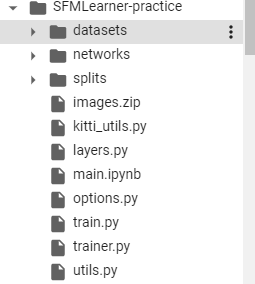 SFMLearner-practice
datasets
networks
splits
images.zip
kitti_utils.py
layers.py
main.ipynb
options.py
train.py
trainer.py
utils.py